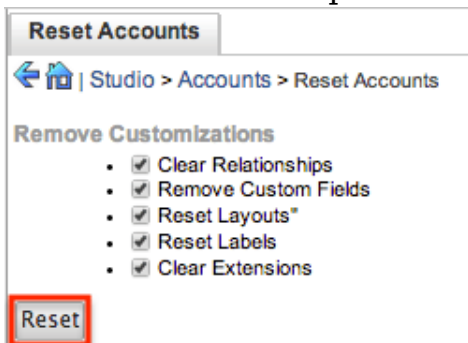 Reset Accounts
| Studio > Accounts > Reset Accounts
Remove Customizations
• Clear Relationships
• Remove Custom Fields
• Reset Layouts*
• Reset Labels
• Clear Extensions
Reset